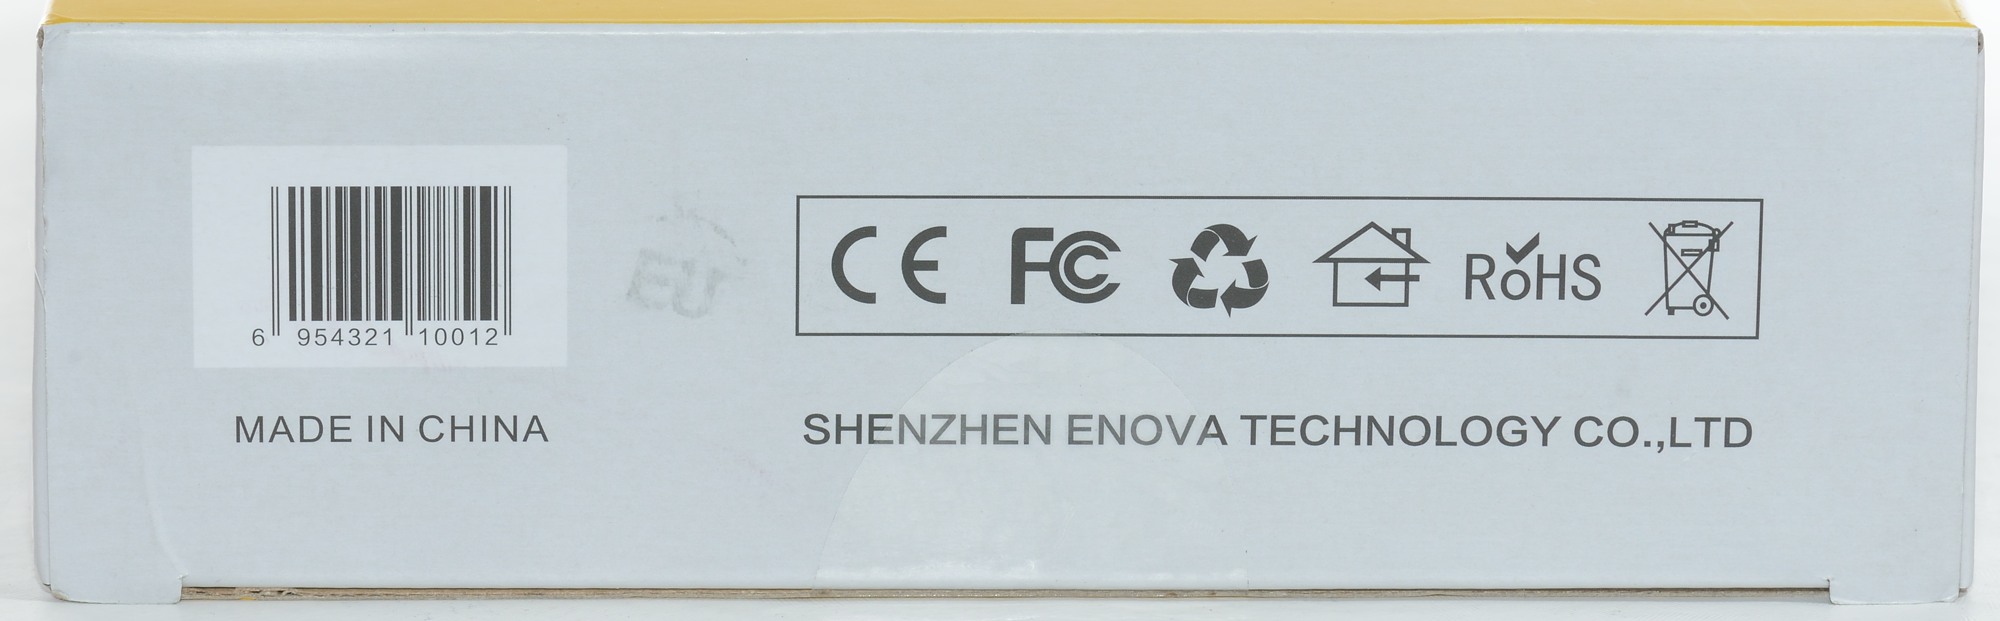 6 954321 10012
MADE IN CHINA
CE FC RoHS
SHENZHEN ENOVA TECHNOLOGY CO.,LTD